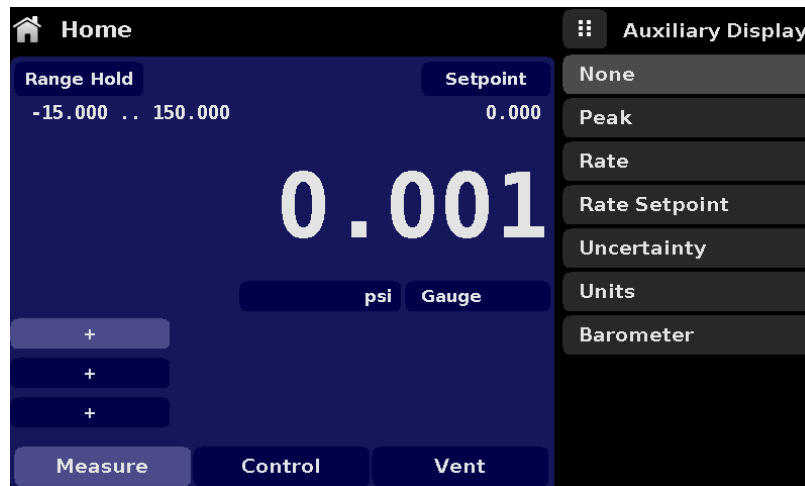 Home
Range Hold Setpoint
-15.000 .. 150.000 0.000
0.001
psi Gauge
+
+
+
Measure Control Vent
Auxiliary Display
None
Peak
Rate
Rate Setpoint
Uncertainty
Units
Barometer